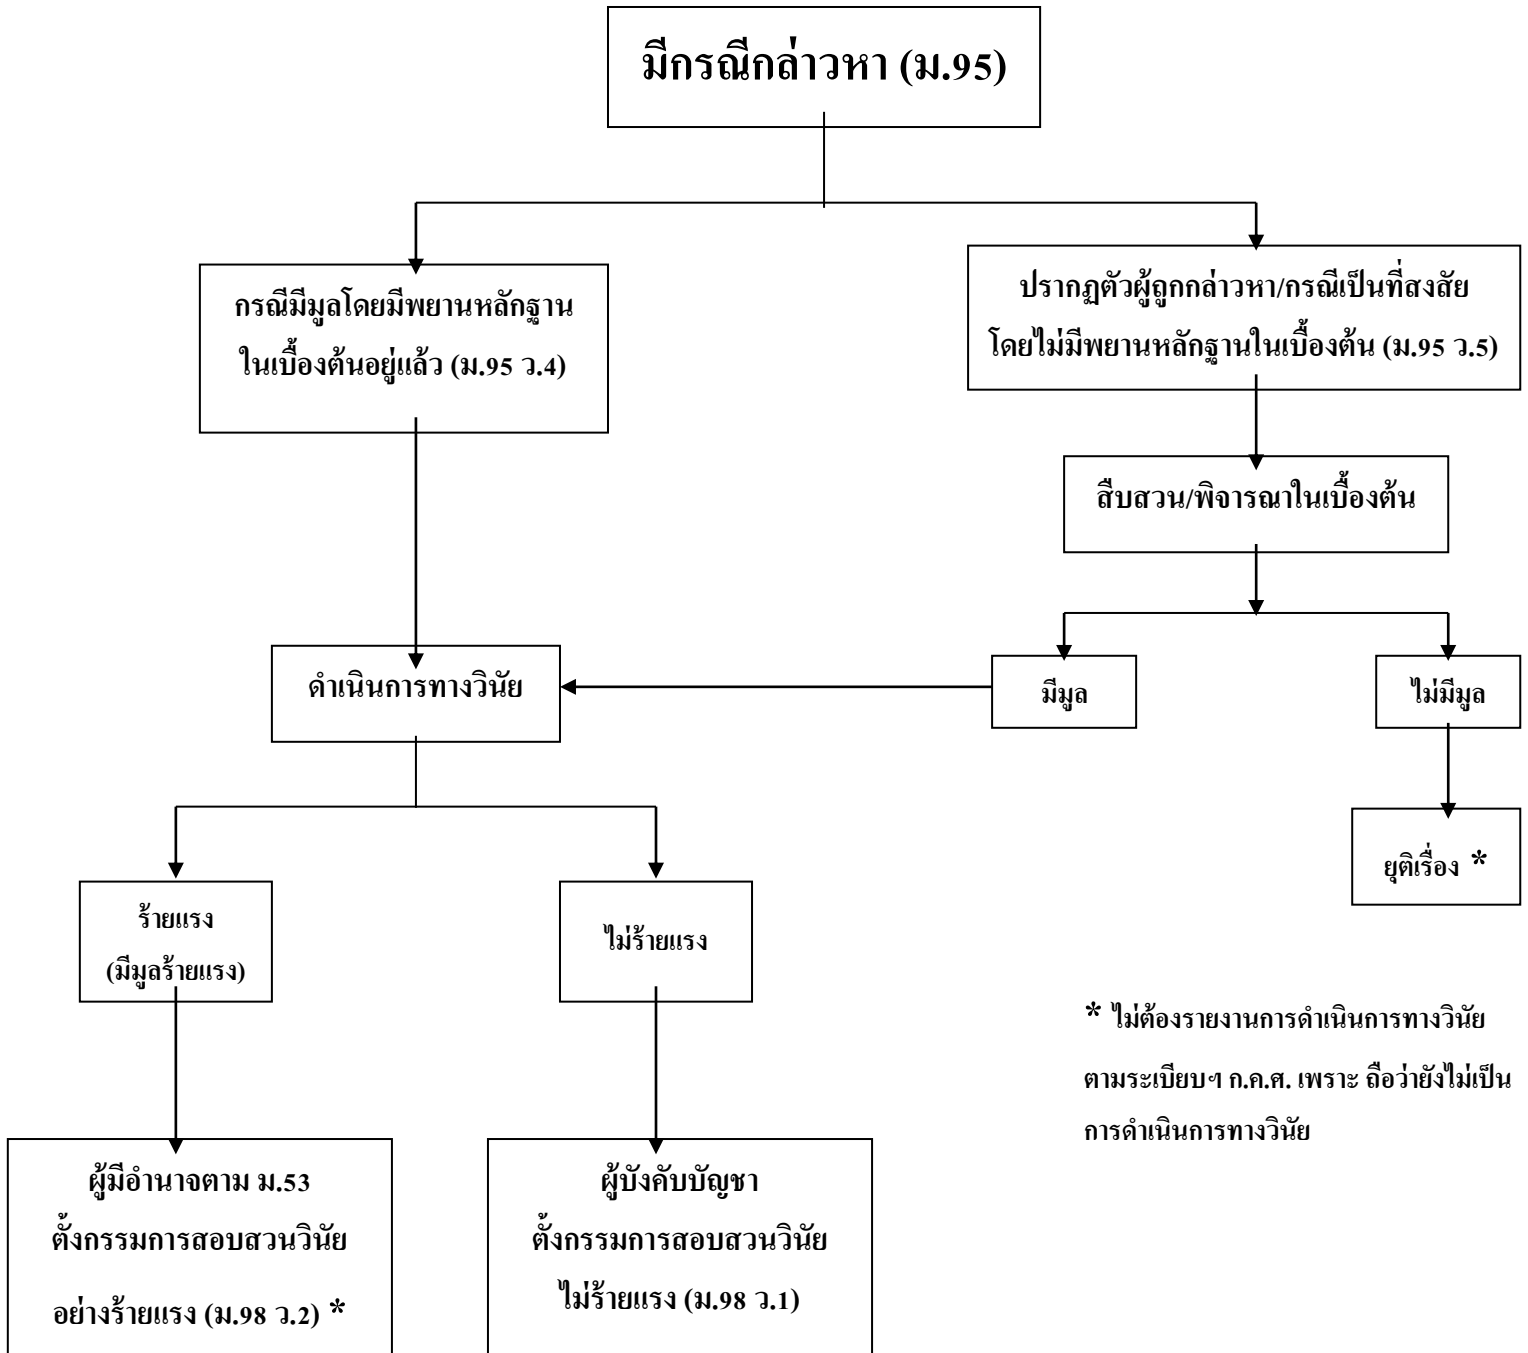 มีกรณีกล่าวหา (ม.95)
กรณีมีมูลโดยมีพยานหลักฐาน
ในเบื้องต้นอยู่แล้ว (ม.95 ว.4)
ปรากฏตัวผู้ถูกกล่าวหา/กรณีเป็นที่สงสัย
โดยไม่มีพยานหลักฐานในเบื้องต้น (ม.95 ว.5)
สืบสวน/พิจารณาในเบื้องต้น
ดำเนินการทางวินัย
มีมูล
ไม่มีมูล
ยุติเรื่อง *
ร้ายแรง
(มีมูลร้ายแรง)
ไม่ร้ายแรง
* ไม่ต้องรายงานการดำเนินการทางวินัย
ตามระเบียบฯ ก.ค.ศ. เพราะ ถือว่ายังไม่เป็น
การดำเนินการทางวินัย
ผู้มีอำนาจตาม ม.53
ตั้งกรรมการสอบสวนวินัย
อย่างร้ายแรง (ม.98 ว.2) *
ผู้บังคับบัญชา
ตั้งกรรมการสอบสวนวินัย
ไม่ร้ายแรง (ม.98 ว.1)